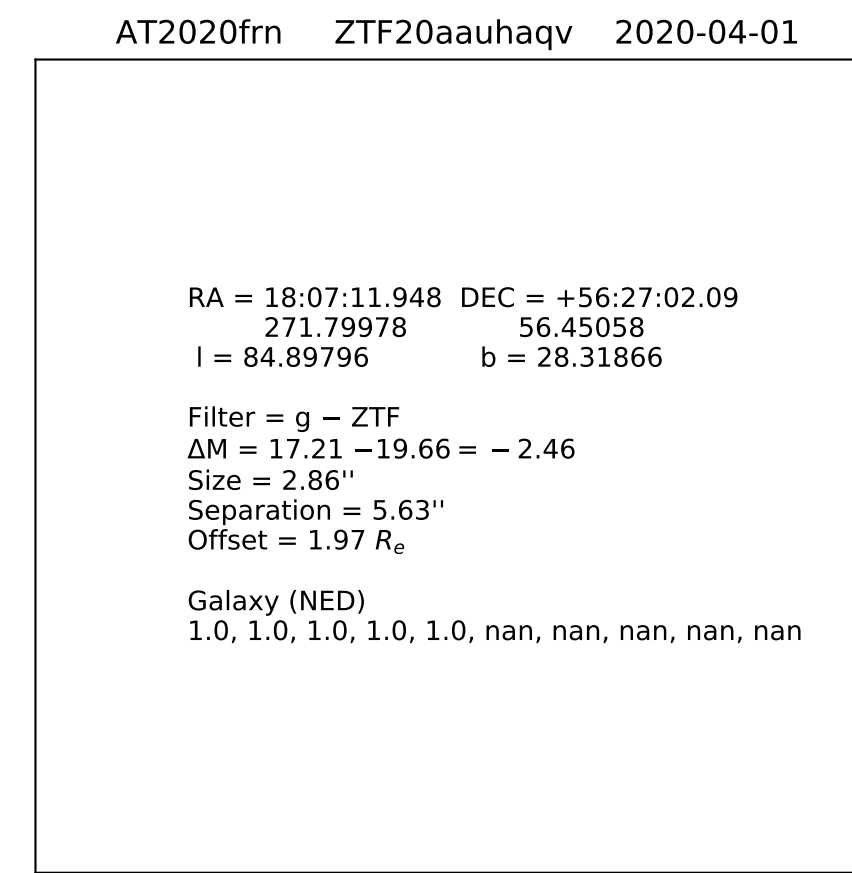 AT2020frn ZTF20aauhaqv 2020-04-01
RA = 18:07:11.948 DEC = +56:27:02.09
271.79978 56.45058
l = 84.89796 b = 28.31866
Filter = g − ZTF
ΔM = 17.21 −19.66 = − 2.46
Size = 2.86''
Separation = 5.63''
Offset = 1.97 Re
Galaxy (NED)
1.0, 1.0, 1.0, 1.0, 1.0, nan, nan, nan, nan, nan